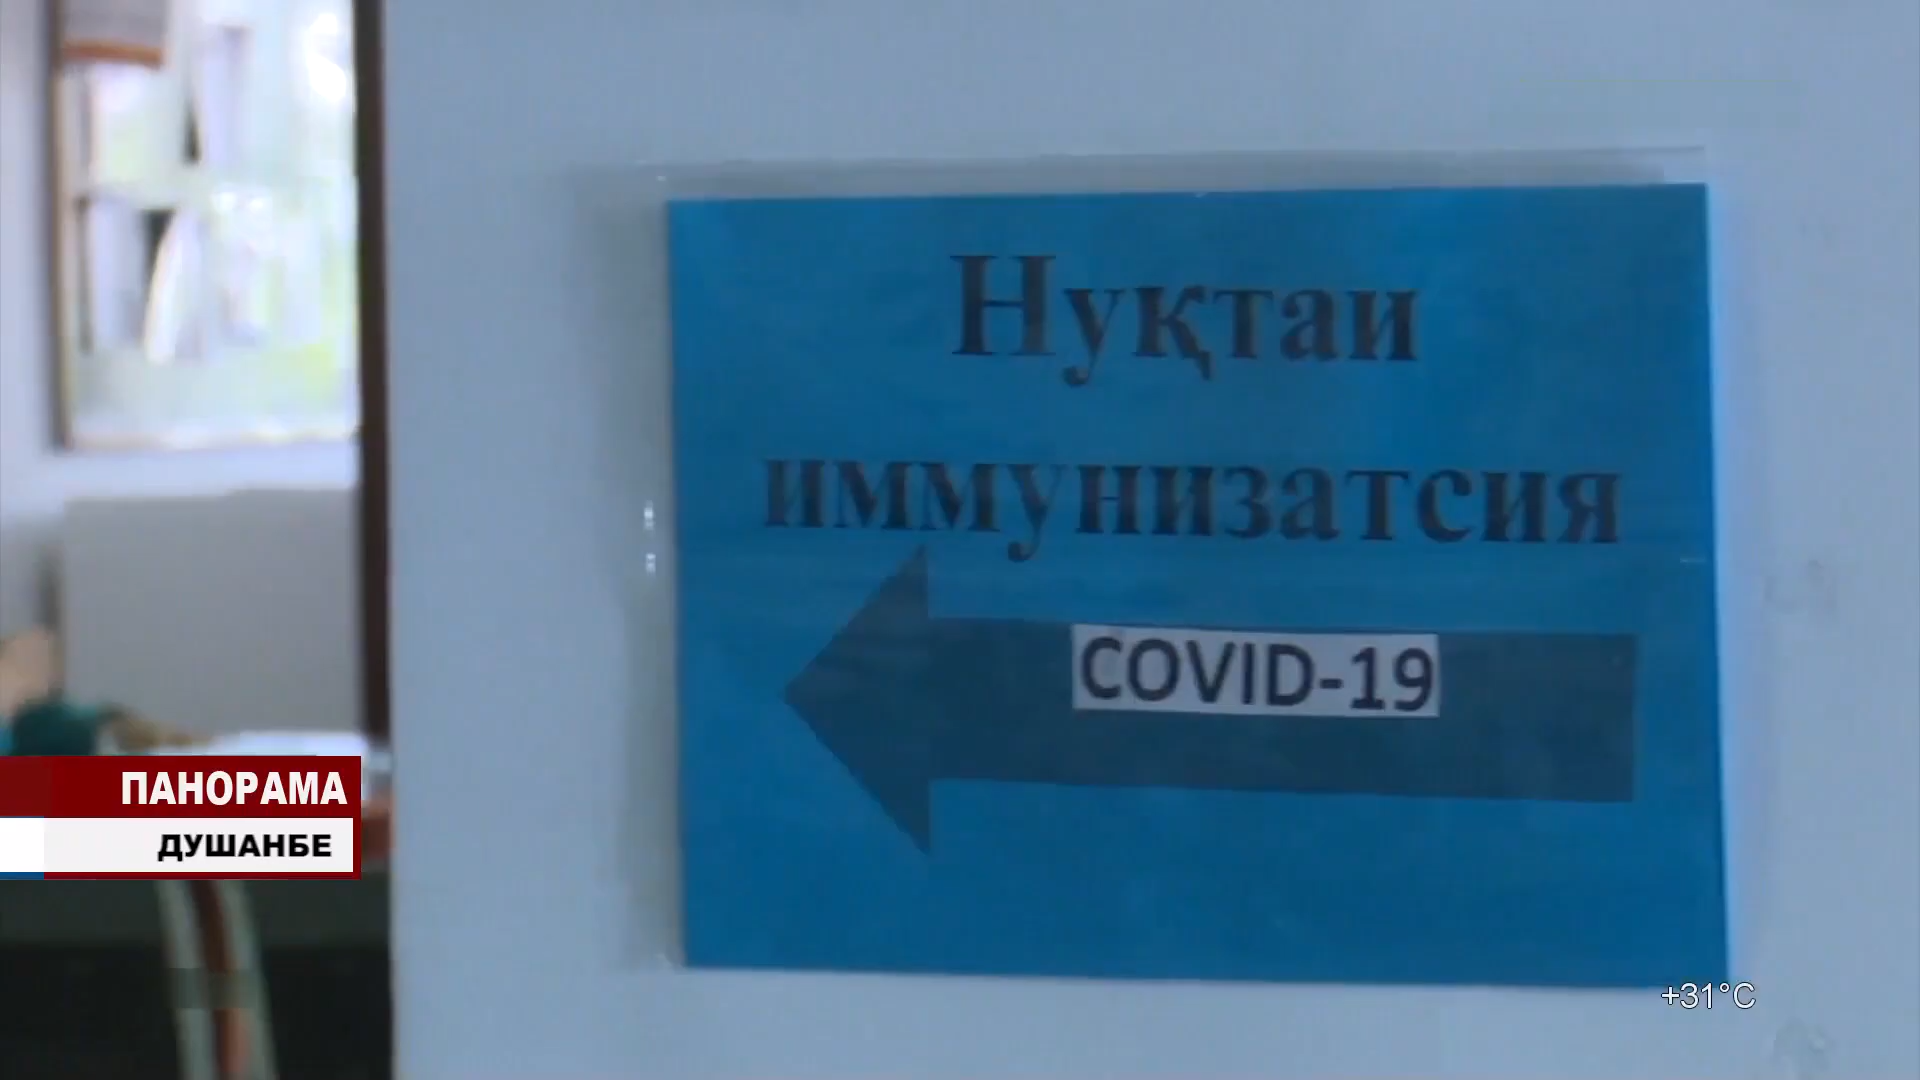 Нуқтаи
иммунизатсия
COVID-19
ПАНОРАМА
ДУШАНБЕ
+31°C